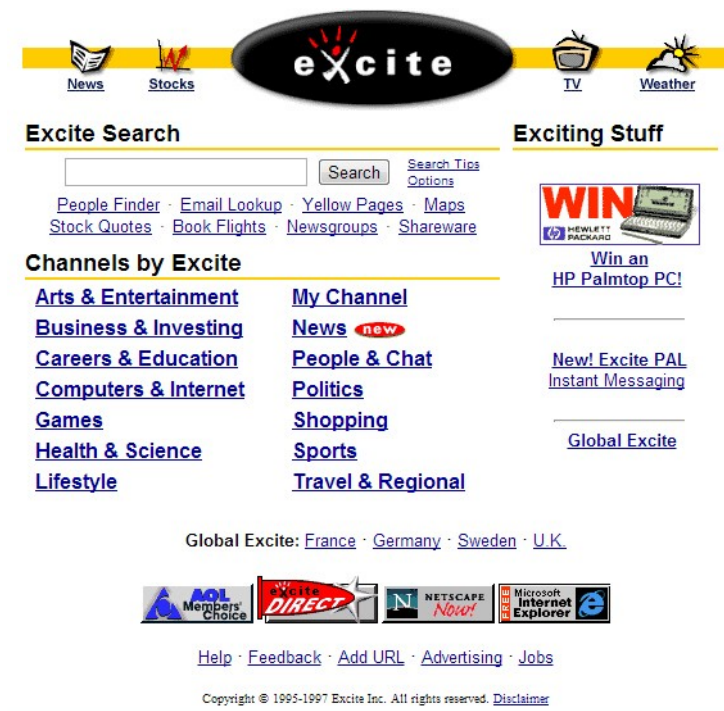 excite
News Stocks TV Weather
Excite Search
Search Search Tips
Options
People Finder · Email Lookup · Yellow Pages · Maps
Stock Quotes · Book Flights · Newsgroups · Shareware
Channels by Excite
Arts & Entertainment
Business & Investing
Careers & Education
Computers & Internet
Games
Health & Science
Lifestyle
My Channel
News new
People & Chat
Politics
Shopping
Sports
Travel & Regional
Exciting Stuff
WIN
hp HEWLETT
PACKARD
Win an
HP Palmtop PC!
New! Excite PAL
Instant Messaging
Global Excite
Global Excite: France · Germany · Sweden · U.K.
AOL
Members'
Choice
excite
DIRECT
N NETSCAPE
Now!
FREE
Microsoft
Internet
Explorer
Help · Feedback · Add URL · Advertising · Jobs
Copyright © 1995-1997 Excite Inc. All rights reserved. Disclaimer